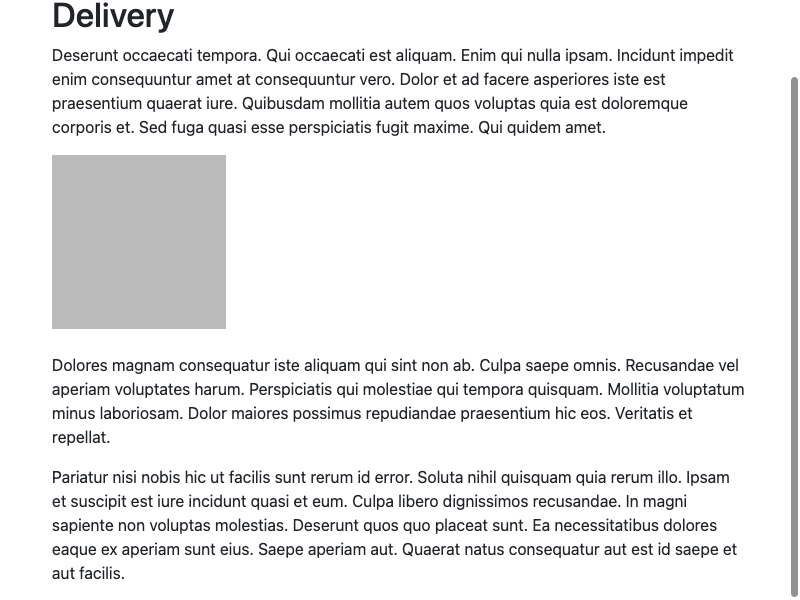 Delivery
Deserunt occaecati tempora. Qui occaecati est aliquam. Enim qui nulla ipsam. Incidunt impedit
enim consequuntur amet at consequuntur vero. Dolor et ad facere asperiores iste est
praesentium quaerat iure. Quibusdam mollitia autem quos voluptas quia est doloremque
corporis et. Sed fuga quasi esse perspiciatis fugit maxime. Qui quidem amet.
Dolores magnam consequatur iste aliquam qui sint non ab. Culpa saepe omnis. Recusandae vel
aperiam voluptates harum. Perspiciatis qui molestiae qui tempora quisquam. Mollitia voluptatum
minus laboriosam. Dolor maiores possimus repudiandae praesentium hic eos. Veritatis et
repellat.
Pariatur nisi nobis hic ut facilis sunt rerum id error. Soluta nihil quisquam quia rerum illo. Ipsam
et suscipit est iure incidunt quasi et eum. Culpa libero dignissimos recusandae. In magni
sapiente non voluptas molestias. Deserunt quos quo placeat sunt. Ea necessitatibus dolores
eaque ex aperiam sunt eius. Saepe aperiam aut. Quaerat natus consequatur aut est id saepe et
aut facilis.